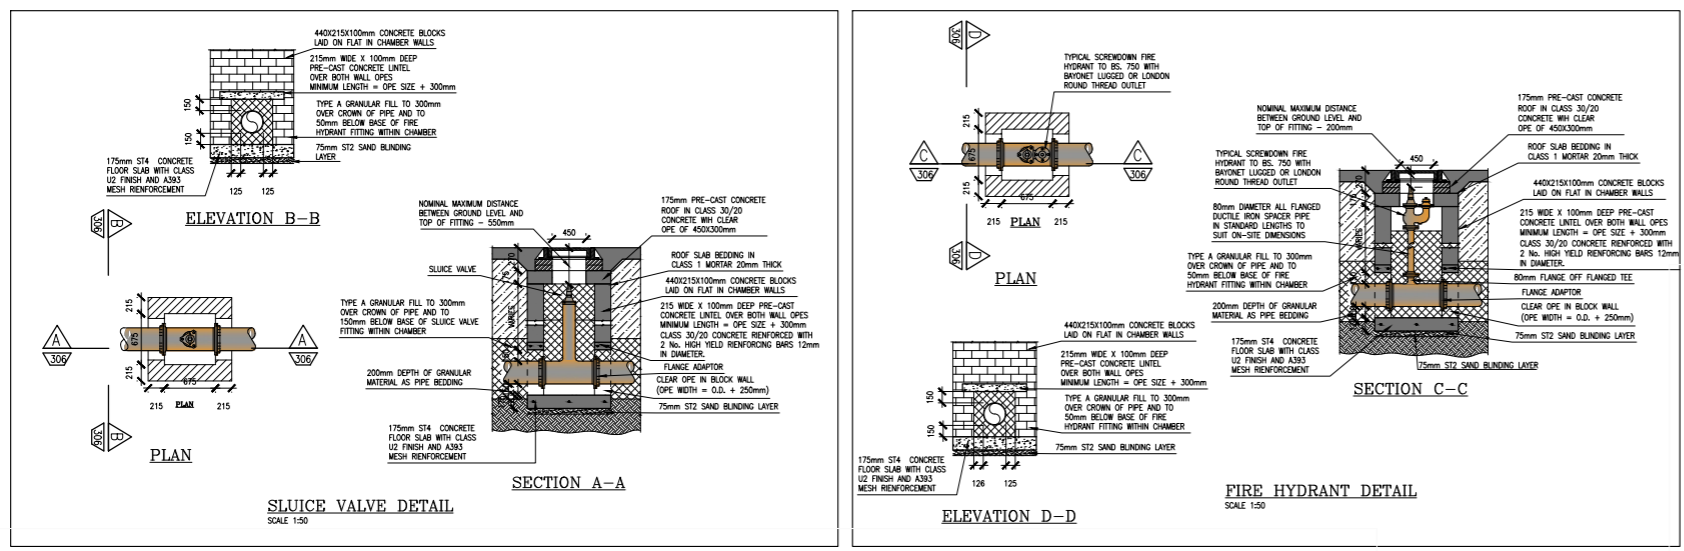 440X215X100mm CONCRETE BLOCKS
LAID ON FLAT IN CHAMBER WALLS
215mm WIDE X 100mm DEEP
PRE-CAST CONCRETE LINTEL
OVER BOTH WALL OPES
MINIMUM LENGTH = OPE SIZE + 300mm
TYPE A GRANULAR FILL TO 300mm
OVER CROWN OF PIPE AND TO
50mm BELOW BASE OF FIRE
HYDRANT FITTING WITHIN CHAMBER
75mm ST2 SAND BLINDING
LAYER
150
150
175mm ST4 CONCRETE
FLOOR SLAB WITH CLASS
U2 FINISH AND A393
MESH RIENFORCEMENT
125
125
ELEVATION B-B
306
B
A
306
A
306
215
675
215
675
215
PLAN
215
306
B
PLAN
NOMINAL MAXIMUM DISTANCE
BETWEEN GROUND LEVEL AND
TOP OF FITTING - 550mm
450
SLUICE VALVE
TYPE A GRANULAR FILL TO 300mm
OVER CROWN OF PIPE AND TO
150mm BELOW BASE OF SLUICE VALVE
FITTING WITHIN CHAMBER
200mm DEPTH OF GRANULAR
MATERIAL AS PIPE BEDDING
175mm ST4 CONCRETE
FLOOR SLAB WITH CLASS
U2 FINISH AND A393
MESH RIENFORCEMENT
VARIES
175mm PRE-CAST CONCRETE
ROOF IN CLASS 30/20
CONCRETE WIH CLEAR
OPE OF 450X300mm
ROOF SLAB BEDDING IN
CLASS 1 MORTAR 20mm THICK
440X215X100mm CONCRETE BLOCKS
LAID ON FLAT IN CHAMBER WALLS
215 WIDE X 100mm DEEP PRE-CAST
CONCRETE LINTEL OVER BOTH WALL OPES
MINIMUM LENGTH = OPE SIZE + 300mm
CLASS 30/20 CONCRETE RIENFORCED WITH
2 No. HIGH YIELD RENFORCING BARS 12mm
IN DIAMETER.
FLANGE ADAPTOR
CLEAR OPE IN BLOCK WALL
(OPE WIDTH = O.D. + 250mm)
75mm ST2 SAND BLINDING LAYER
SECTION A-A
SLUICE VALVE DETAIL
SCALE 1:50
306
D
TYPICAL SCREWDOWN FIRE
HYDRANT TO BS. 750 WITH
BAYONET LUGGED OR LONDON
ROUND THREAD OUTLET
C
306
C
306
215
675
215
675
215
PLAN
215
306
D
PLAN
440X215X100mm CONCRETE BLOCKS
LAID ON FLAT IN CHAMBER WALLS
215mm WIDE X 100mm DEEP
PRE-CAST CONCRETE LINTEL
OVER BOTH WALL OPES
MINIMUM LENGTH = OPE SIZE + 300mm
TYPE A GRANULAR FILL TO 300mm
OVER CROWN OF PIPE AND TO
50mm BELOW BASE OF FIRE
HYDRANT FITTING WITHIN CHAMBER
75mm ST2 SAND BLINDING LAYER
150
150
175mm ST4 CONCRETE
FLOOR SLAB WITH CLASS
U2 FINISH AND A393
MESH RIENFORCEMENT
126
125
ELEVATION D-D
NOMINAL MAXIMUM DISTANCE
BETWEEN GROUND LEVEL AND
TOP OF FITTING - 200mm
450
TYPICAL SCREWDOWN FIRE
HYDRANT TO BS. 750 WITH
BAYONET LUGGED OR LONDON
ROUND THREAD OUTLET
80mm DIAMETER ALL FLANGED
DUCTILE IRON SPACER PIPE
IN STANDARD LENGTHS TO
SUIT ON-SITE DIMENSIONS
TYPE A GRANULAR FILL TO 300mm
OVER CROWN OF PIPE AND TO
50mm BELOW BASE OF FIRE
HYDRANT FITTING WITHIN CHAMBER
200mm DEPTH OF GRANULAR
MATERIAL AS PIPE BEDDING
175mm ST4 CONCRETE
FLOOR SLAB WITH CLASS
U2 FINISH AND A393
MESH RIENFORCEMENT
VARIES
175mm PRE-CAST CONCRETE
ROOF IN CLASS 30/20
CONCRETE WIH CLEAR
OPE OF 450X300mm
ROOF SLAB BEDDING IN
CLASS 1 MORTAR 20mm THICK
440X215X100mm CONCRETE BLOCKS
LAID ON FLAT IN CHAMBER WALLS
215 WIDE X 100mm DEEP PRE-CAST
CONCRETE LINTEL OVER BOTH WALL OPES
MINIMUM LENGTH = OPE SIZE + 300mm
CLASS 30/20 CONCRETE RIENFORCED WITH
2 No. HIGH YIELD RENFORCING BARS 12mm
IN DIAMETER.
80mm FLANGE OFF FLANGED TEE
FLANGE ADAPTOR
CLEAR OPE IN BLOCK WALL
(OPE WIDTH = O.D. + 250mm)
75mm ST2 SAND BLINDING LAYER
75mm ST2 SAND BLINDING LAYER
SECTION C-C
FIRE HYDRANT DETAIL
SCALE 1:50